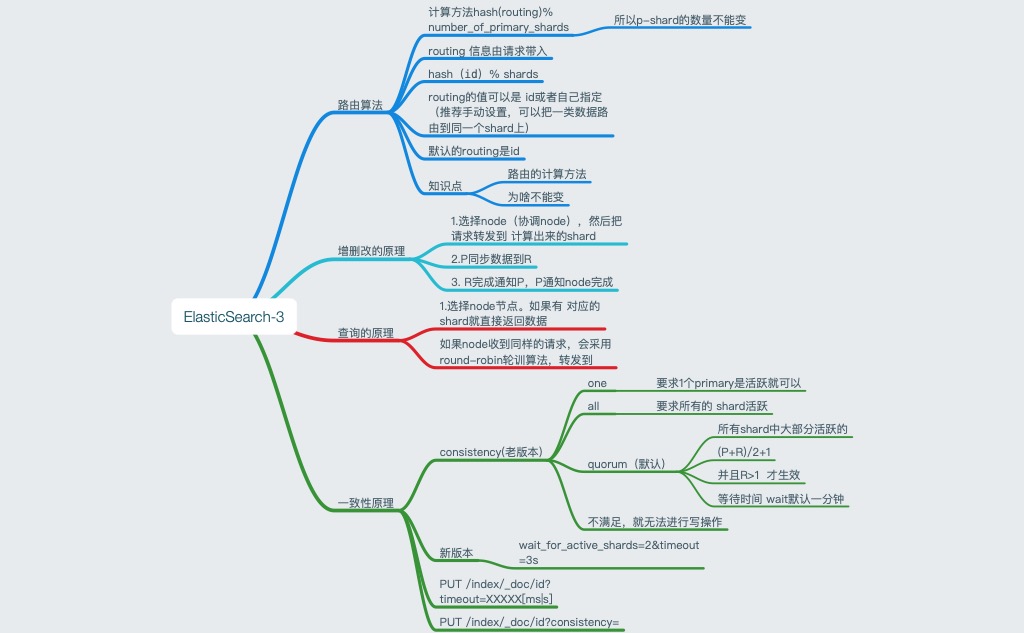 ElasticSearch-3
路由算法
计算方法hash(routing)%
number_of_primary_shards
所以p-shard的数量不能变
routing 信息由请求带入
hash（id）% shards
routing的值可以是 id或者自己指定
（推荐手动设置，可以把一类数据路
由到同一个shard上）
默认的routing是id
知识点
路由的计算方法
为啥不能变
增删改的原理
1.选择node（协调node），然后把
请求转发到 计算出来的shard
2.P同步数据到R
3. R完成通知P，P通知node完成
查询的原理
1.选择node节点。如果有 对应的
shard就直接返回数据
如果node收到同样的请求，会采用
round-robin轮训算法，转发到
一致性原理
consistency(老版本）
one
要求1个primary是活跃就可以
all
要求所有的 shard活跃
quorum（默认）
所有shard中大部分活跃的
(P+R)/2+1
并且R>1 才生效
等待时间 wait默认一分钟
不满足，就无法进行写操作
新版本
wait_for_active_shards=2&timeout
=3s
PUT /index/_doc/id?
timeout=XXXXX[ms|s]
PUT /index/_doc/id?consistency=